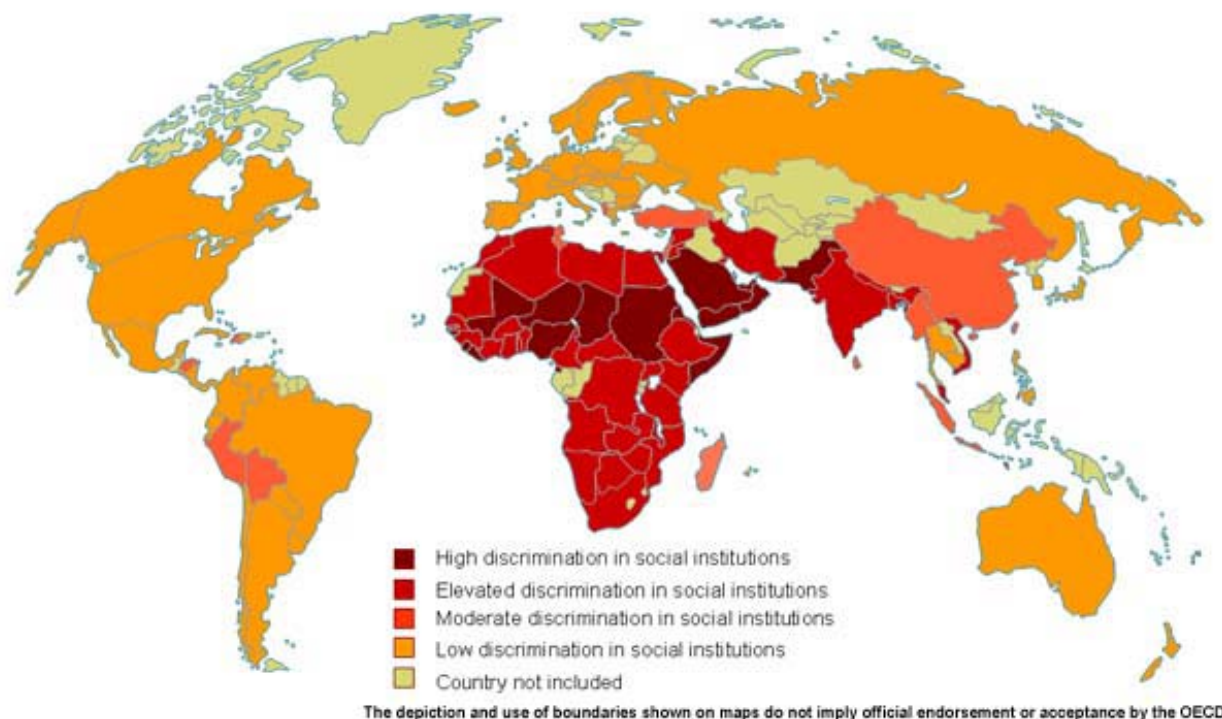 High discrimination in social institutions
Elevated discrimination in social institutions
Moderate discrimination in social institutions
Low discrimination in social institutions
Country not included
The depiction and use of boundaries shown on maps do not imply official endorsement or acceptance by the OECD